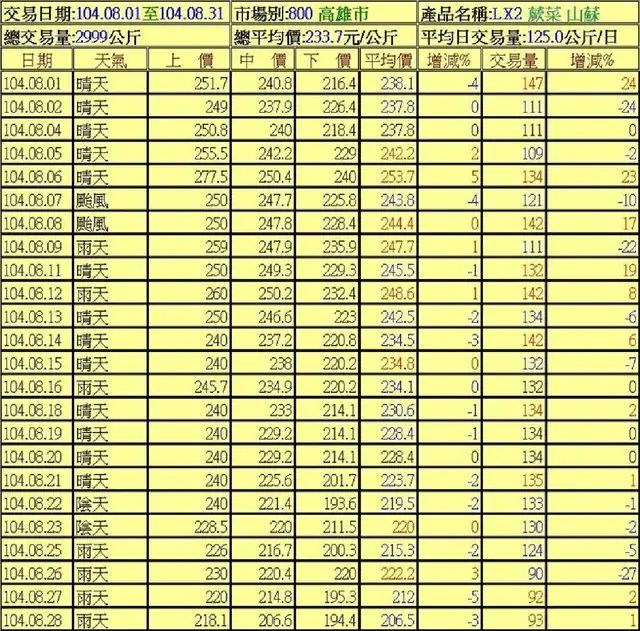 交易日期:104.08.01至104.08.31 市場別:800 高雄市 產品名稱:LX2 蕨菜 山蘇
總交易量:2999公斤 總平均價:233.7元/公斤 平均日交易量:125.0公斤/日
日期 天氣 上 價 中 價 下 價 平均價 增減% 交易量 增減%
104.08.01 晴天 251.7 240.8 216.4 238.1 -4 147 24
104.08.02 晴天 249 237.9 226.4 237.8 0 111 -24
104.08.04 晴天 250.8 240 218.4 237.8 0 111 0
104.08.05 晴天 255.5 242.2 229 242.2 2 109 -2
104.08.06 晴天 277.5 250.4 240 253.7 5 134 23
104.08.07 颱風 250 247.7 225.8 243.8 -4 121 -10
104.08.08 颱風 250 247.8 228.4 244.4 0 142 17
104.08.09 雨天 259 247.9 235.9 247.7 1 111 -22
104.08.11 晴天 250 249.3 229.3 245.5 -1 132 19
104.08.12 雨天 260 250.2 232.4 248.6 1 142 8
104.08.13 晴天 250 246.6 223 242.5 -2 134 -6
104.08.14 晴天 240 237.2 220.8 234.5 -3 142 6
104.08.15 晴天 240 238 220.2 234.8 0 132 -7
104.08.16 雨天 245.7 234.9 220.2 234.1 0 132 0
104.08.18 晴天 240 233 214.1 230.6 -1 134 2
104.08.19 晴天 240 229.2 214.1 228.4 -1 134 0
104.08.20 晴天 240 229.2 214.1 228.4 0 134 0
104.08.21 晴天 240 225.6 201.7 223.7 -2 135 1
104.08.22 陰天 240 221.4 193.6 219.5 -2 133 -1
104.08.23 陰天 228.5 220 211.5 220 0 130 -2
104.08.25 雨天 226 216.7 200.3 215.3 -2 124 -5
104.08.26 雨天 230 220.4 220 222.2 3 90 -27
104.08.27 雨天 220 214.8 195.3 212 -5 92 2
104.08.28 雨天 218.1 206.6 194.4 206.5 -3 93 1